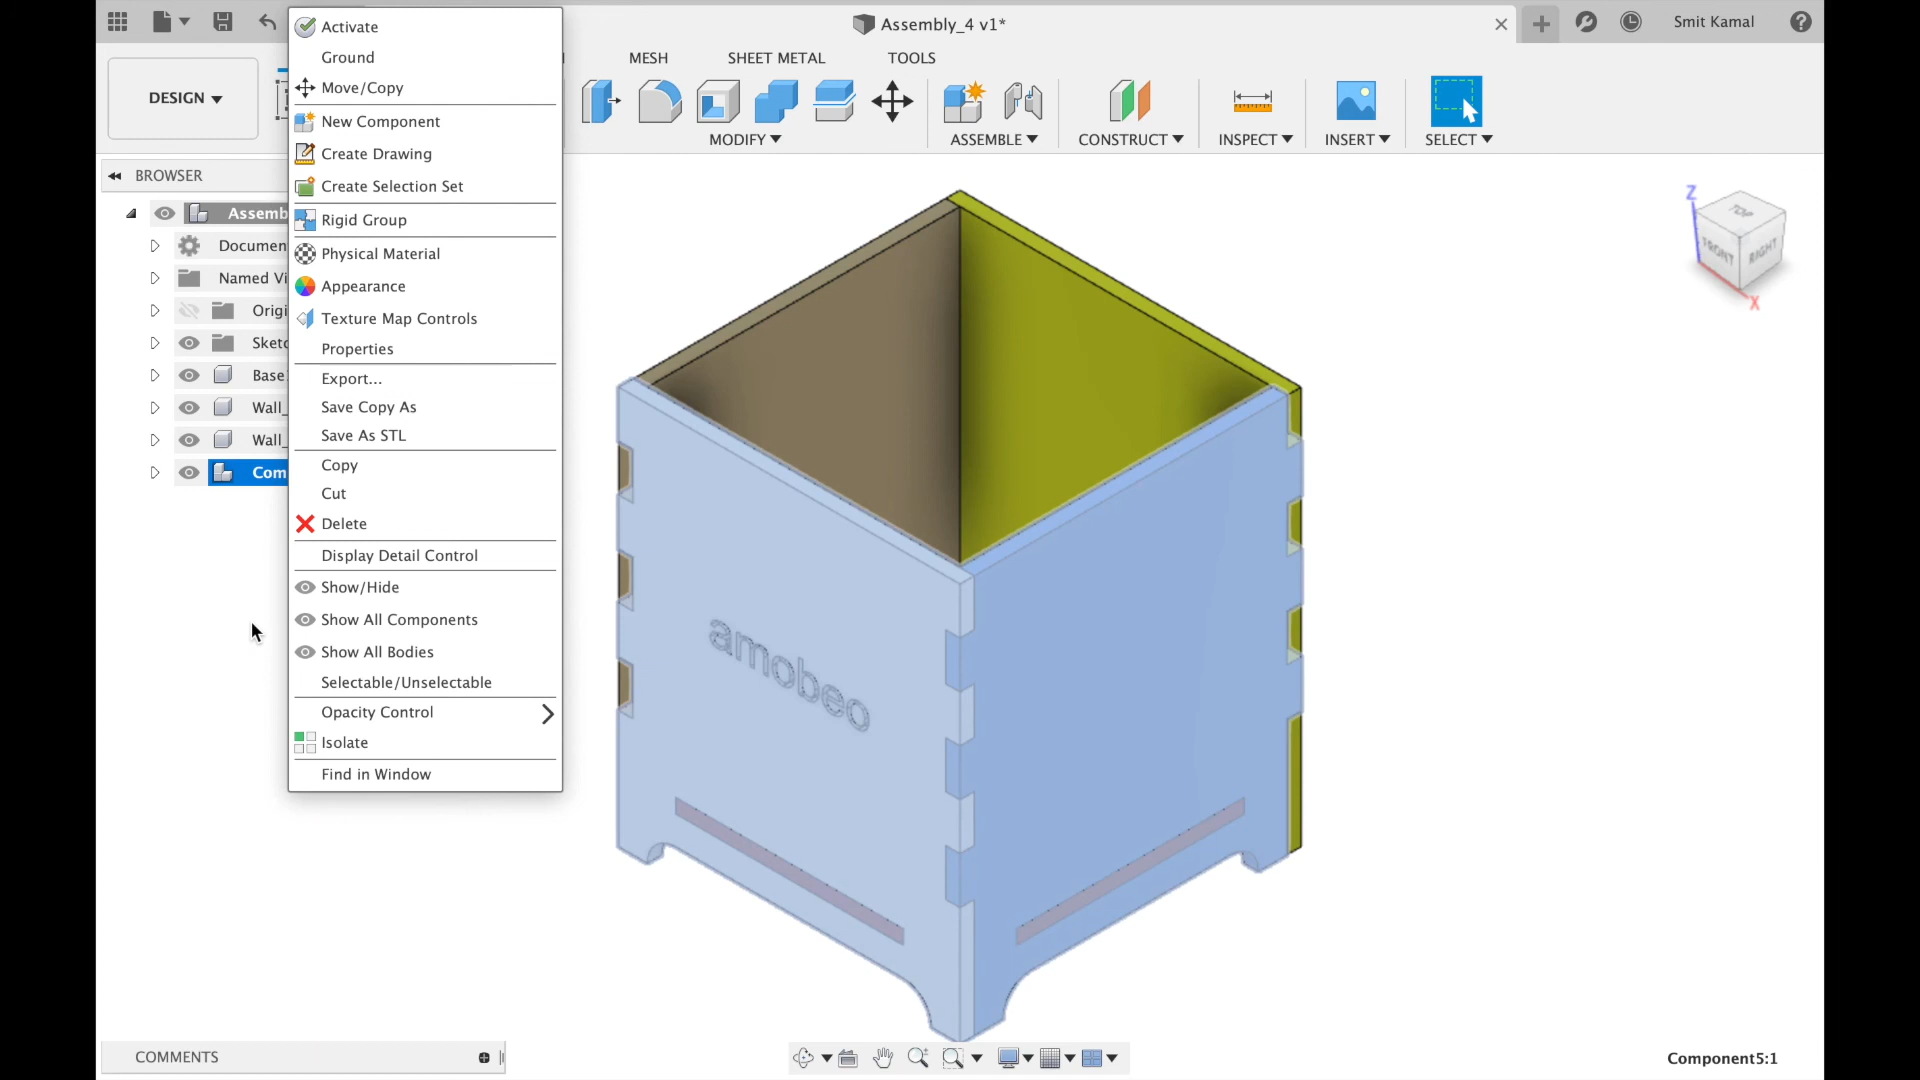 Assembly_4 v1*
Smit Kamal
DESIGN
MESH
SHEET METAL
TOOLS
MODIFY
ASSEMBLE
CONSTRUCT
INSPECT
INSERT
SELECT
BROWSER
Assemb
Documen
Named Vi
Origi
Sketc
Base
Wall_
Wall_
Com
Activate
Ground
Move/Copy
New Component
Create Drawing
Create Selection Set
Rigid Group
Physical Material
Appearance
Texture Map Controls
Properties
Export...
Save Copy As
Save As STL
Copy
Cut
Delete
Display Detail Control
Show/Hide
Show All Components
Show All Bodies
Selectable/Unselectable
Opacity Control
Isolate
Find in Window
amobeo
Z
TOP
FRONT
RIGHT
X
COMMENTS
Component5:1